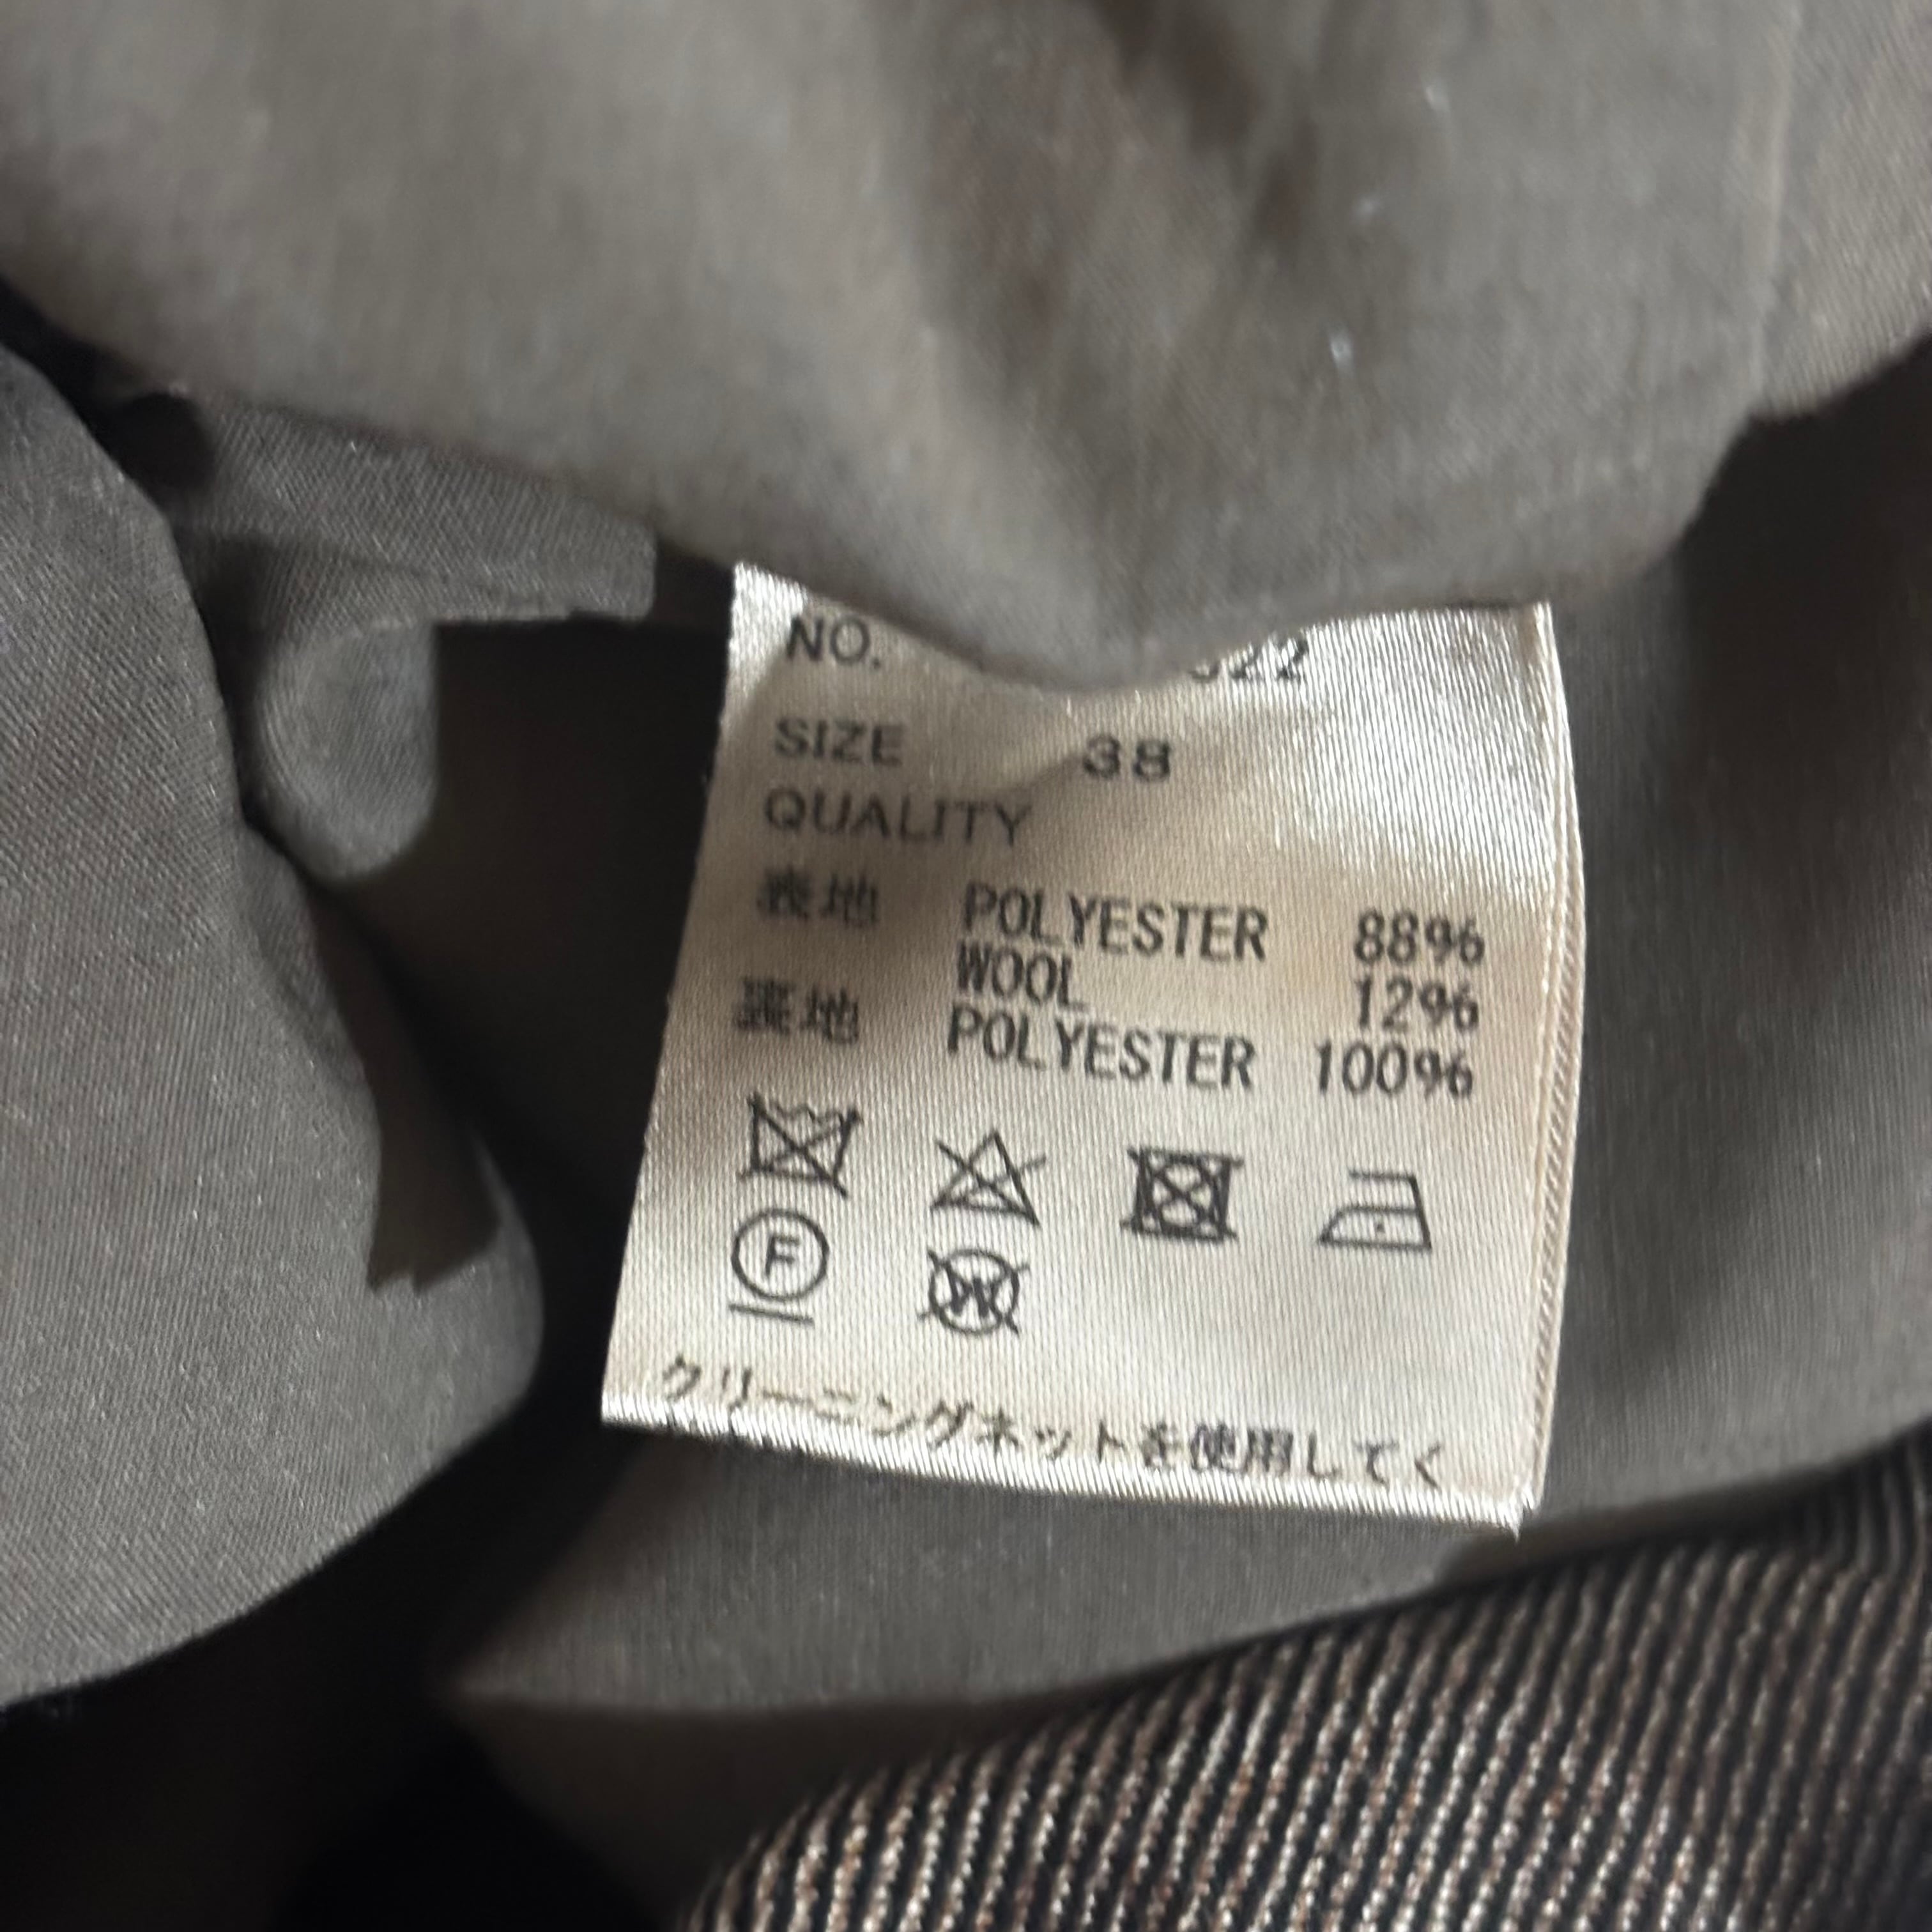 NO. 322
SIZE 38
QUALITY
表地 POLYESTER 88%
WOOL 12%
裏地 POLYESTER 100%
F
W
クリーニングネットを使用してく